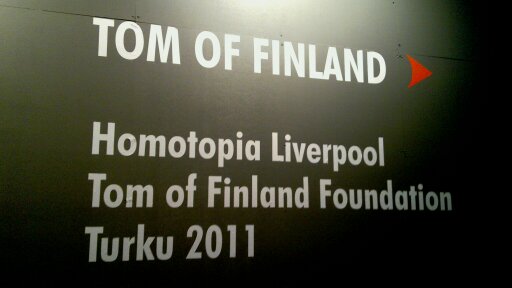 TOM OF FINLAND
Homotopia Liverpool
Tom of Finland Foundation
Turku 2011